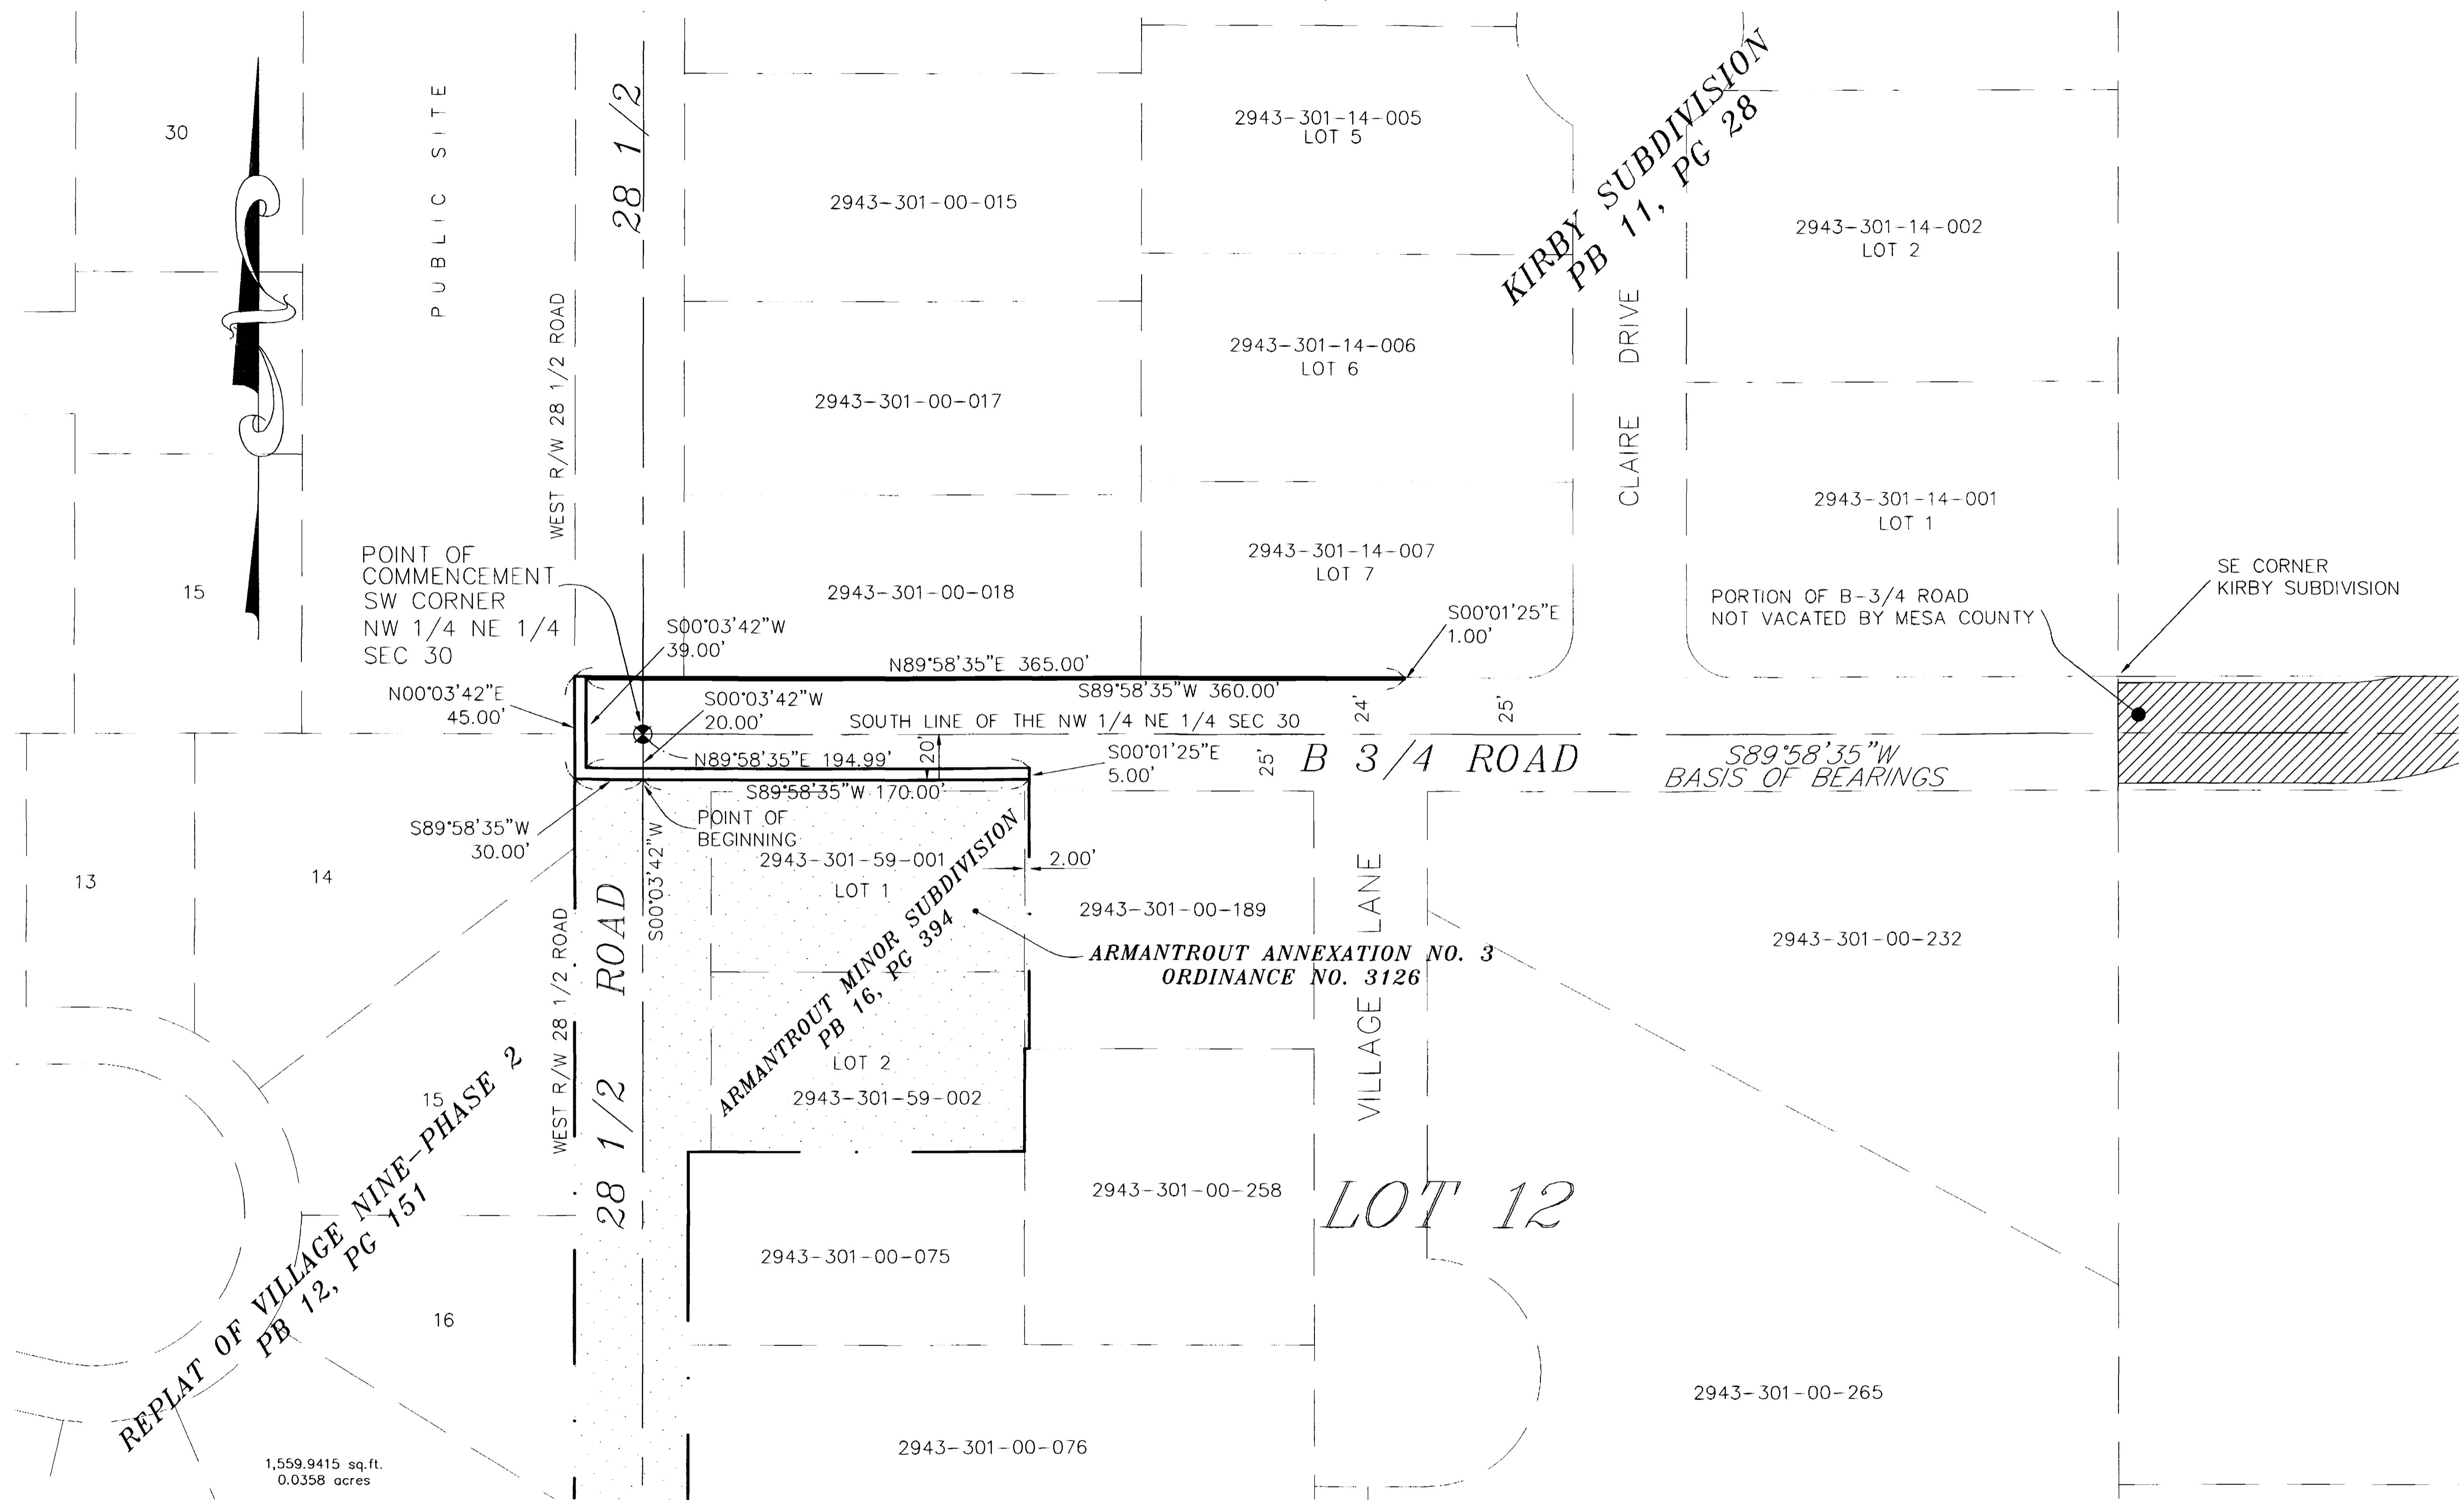 30
PUBLIC SITE
28 1/2
WEST R/W 28 1/2 ROAD
2943-301-14-005
LOT 5
KIRBY SUBDIVISION
PB 11, PG 28
2943-301-00-015
2943-301-14-002
LOT 2
2943-301-14-006
LOT 6
CLAIRE DRIVE
2943-301-00-017
2943-301-14-001
LOT 1
15
POINT OF
COMMENCEMENT
SW CORNER
NW 1/4 NE 1/4
SEC 30
2943-301-14-007
LOT 7
2943-301-00-018
SE CORNER
KIRBY SUBDIVISION
PORTION OF B-3/4 ROAD
NOT VACATED BY MESA COUNTY
S00°03'42"W
39.00'
S00°01'25"E
1.00'
N89°58'35"E 365.00'
N00°03'42"E
45.00'
S00°03'42"W
20.00'
S89°58'35"W 360.00'
24'
25'
SOUTH LINE OF THE NW 1/4 NE 1/4 SEC 30
N89°58'35"E 194.99'
20'
S00°01'25"E
5.00'
25'
B 3/4 ROAD
S89°58'35"W
BASIS OF BEARINGS
S89°58'35"W 170.00'
S89°58'35"W
30.00'
POINT OF
BEGINNING
S00°03'42"W
2943-301-59-001
LOT 1
2.00'
13
14
2943-301-00-189
VILLAGE LANE
2943-301-00-232
WEST R/W 28 1/2 ROAD
28 1/2 ROAD
ARMANTROUT MINOR SUBDIVISION
PB 16, PG 394
ARMANTROUT ANNEXATION NO. 3
ORDINANCE NO. 3126
LOT 2
2943-301-59-002
15
REPLAT OF VILLAGE NINE-PHASE 2
PB 12, PG 151
2943-301-00-258
LOT 12
2943-301-00-075
16
2943-301-00-265
2943-301-00-076
1,559.9415 sq.ft.
0.0358 acres